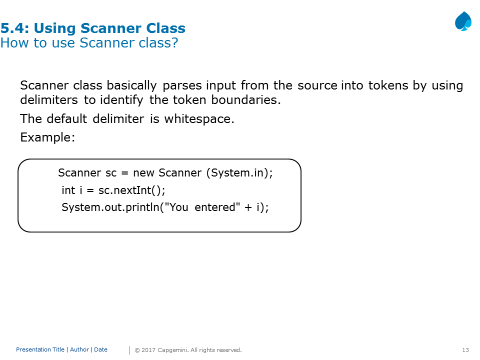 5.4: Using Scanner Class
How to use Scanner class?
Scanner class basically parses input from the source into tokens by using
delimiters to identify the token boundaries.
The default delimiter is whitespace.
Example:
Scanner sc = new Scanner (System.in);
int i = sc.nextInt();
System.out.println("You entered" + i);
Presentation Title | Author | Date
© 2017 Capgemini. All rights reserved.
13